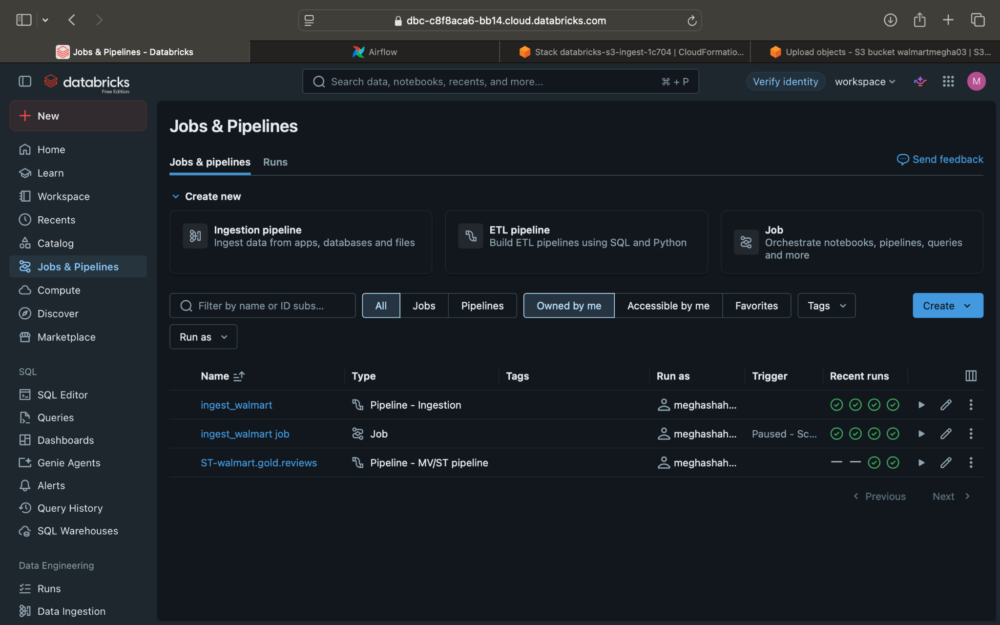 dbc-c8f8aca6-bb14.cloud.databricks.com
Jobs & Pipelines - Databricks
Airflow
Stack databricks-s3-ingest-1c704 | CloudFormatio...
Upload objects - S3 bucket walmartmegha03 | S3...
databricks
Free Edition
Search data, notebooks, recents, and more...
⌘ + P
Verify identity
workspace
M
New
Home
Learn
Workspace
Recents
Catalog
Jobs & Pipelines
Compute
Discover
Marketplace
SQL
SQL Editor
Queries
Dashboards
Genie Agents
Alerts
Query History
SQL Warehouses
Data Engineering
Runs
Data Ingestion
Jobs & Pipelines
Jobs & pipelines
Runs
Send feedback
Create new
Ingestion pipeline
Ingest data from apps, databases and files
ETL pipeline
Build ETL pipelines using SQL and Python
Job
Orchestrate notebooks, pipelines, queries
and more
Filter by name or ID subs...
All
Jobs
Pipelines
Owned by me
Accessible by me
Favorites
Tags
Create
Run as
Name
Type
Tags
Run as
Trigger
Recent runs
ingest_walmart
Pipeline - Ingestion
meghashah...
ingest_walmart job
Job
meghashah...
Paused - Sc...
ST-walmart.gold.reviews
Pipeline - MV/ST pipeline
meghashah...
Previous
Next